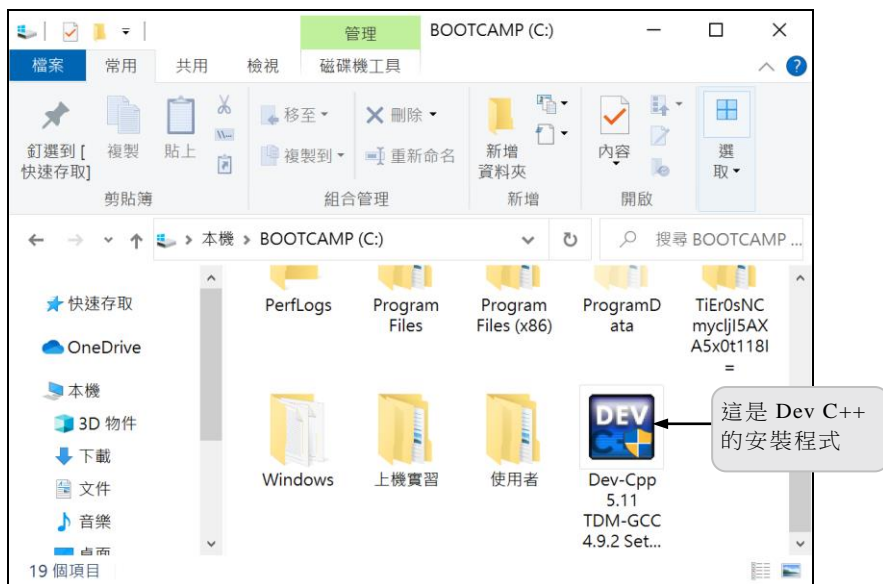 管理 BOOTCAMP (C:)
檔案 常用 共用 檢視 磁碟機工具
釘選到 [
快速存取]
複製
貼上
剪貼簿
移至
複製到
刪除
重新命名
組合管理
新增
資料夾
新增
內容
開啟
選
取
本機 BOOTCAMP (C:)
搜尋 BOOTCAMP ...
快速存取
OneDrive
本機
3D 物件
下載
文件
音樂
桌面
PerfLogs
Program
Files
Program
Files (x86)
ProgramD
ata
TiEr0sNC
mycljI5AX
A5x0t118I
=
Windows
上機實習
使用者
DEV
C++
Dev-Cpp
5.11
TDM-GCC
4.9.2 Set...
這是 Dev C++
的安裝程式
19 個項目